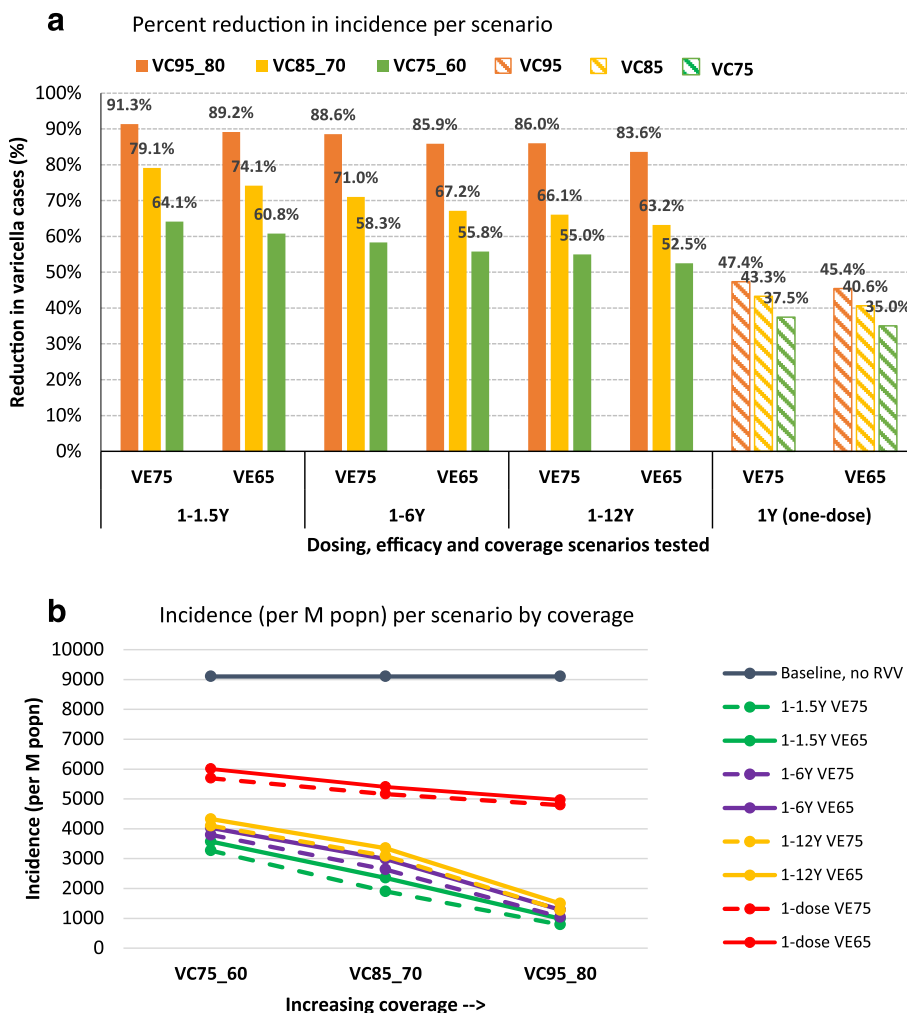 a Percent reduction in incidence per scenario
VC95_80 VC85_70 VC75_60 VC95 VC85 VC75
Reduction in varicella cases (%)
100%
90%
80%
70%
60%
50%
40%
30%
20%
10%
0%
91.3% 79.1% 64.1% 89.2% 74.1% 60.8% 88.6% 71.0% 58.3% 85.9% 67.2% 55.8% 86.0% 66.1% 55.0% 83.6% 63.2% 52.5% 47.4% 43.3% 37.5% 45.4% 40.6% 35.0%
VE75 VE65 VE75 VE65 VE75 VE65 VE75 VE65
1-1.5Y 1-6Y 1-12Y 1Y (one-dose)
Dosing, efficacy and coverage scenarios tested
b Incidence (per M popn) per scenario by coverage
Incidence (per M popn)
10000
9000
8000
7000
6000
5000
4000
3000
2000
1000
0
VC75_60 VC85_70 VC95_80
Increasing coverage -->
Baseline, no RVV
1-1.5Y VE75
1-1.5Y VE65
1-6Y VE75
1-6Y VE65
1-12Y VE75
1-12Y VE65
1-dose VE75
1-dose VE65